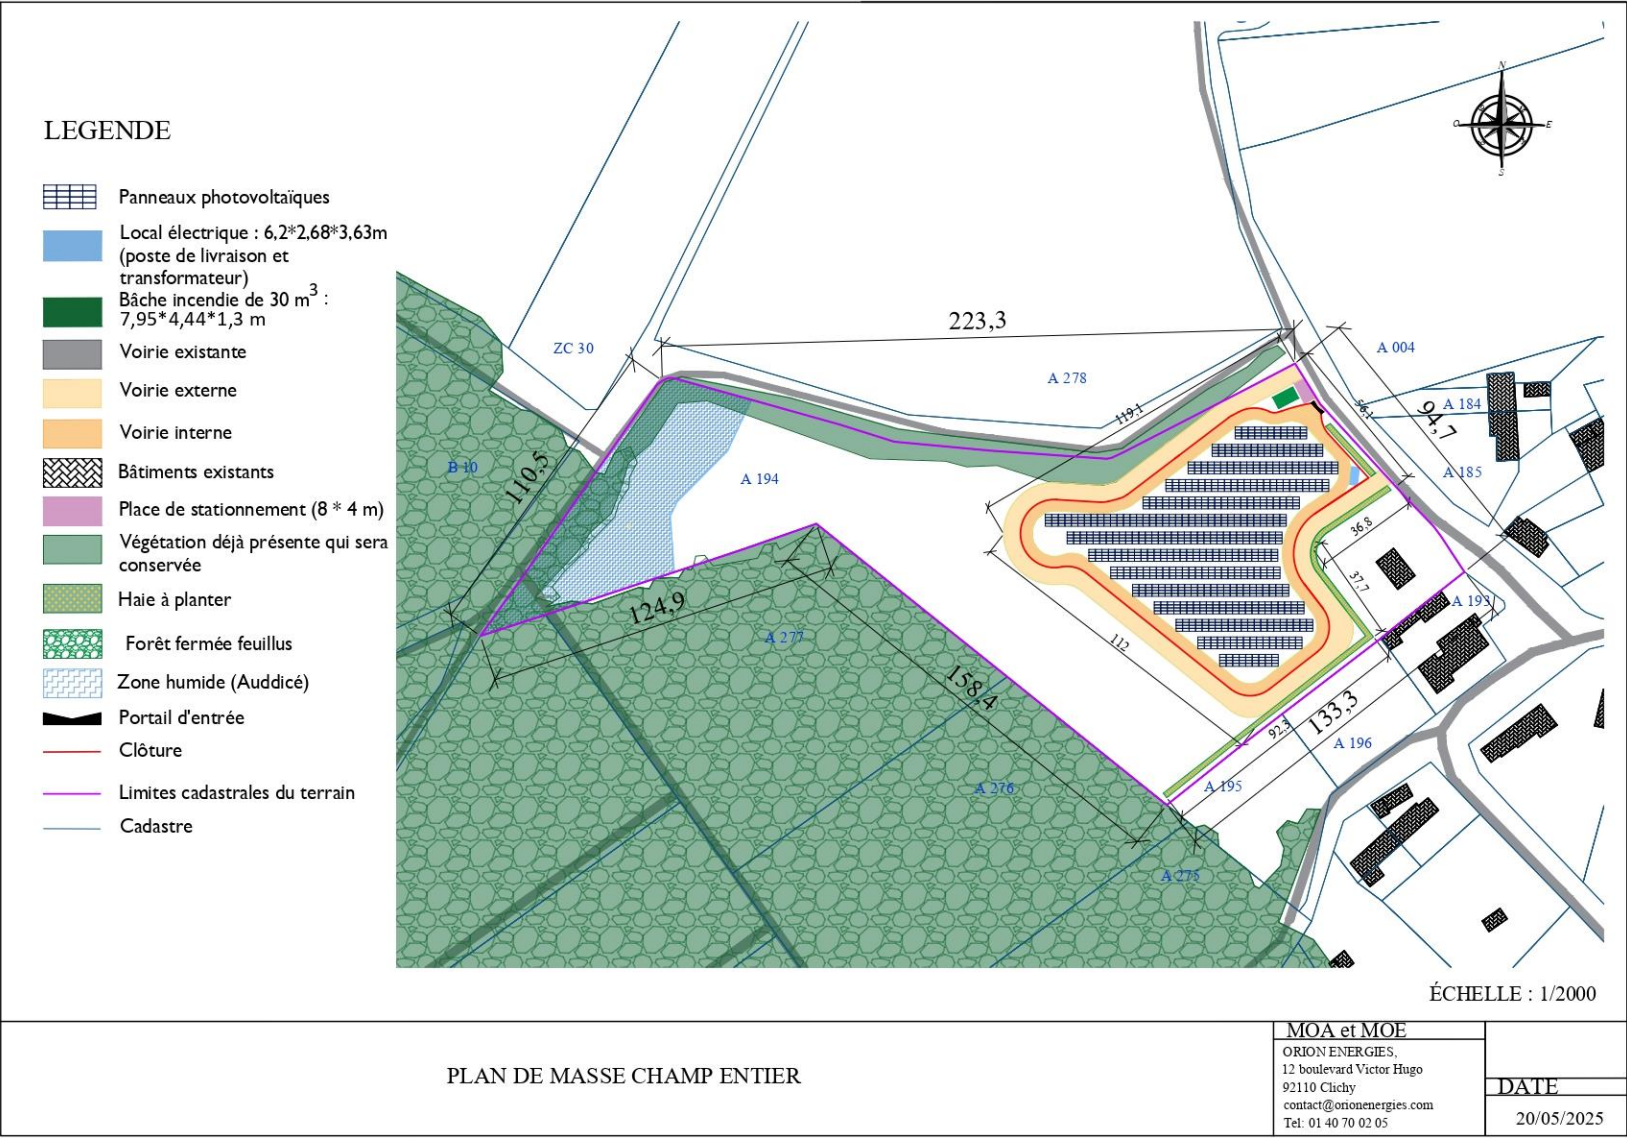 LEGENDE
Panneaux photovoltaïques
Local électrique : 6,2*2,68*3,63m
(poste de livraison et
transformateur)
Bâche incendie de 30 m3 :
7,95*4,44*1,3 m
Voirie existante
Voirie externe
Voirie interne
Bâtiments existants
Place de stationnement (8 * 4 m)
Végétation déjà présente qui sera
conservée
Haie à planter
Forêt fermée feuillus
Zone humide (Auddicé)
Portail d'entrée
Clôture
Limites cadastrales du terrain
Cadastre
N
O
E
S
223,3
ZC 30
A 278
A 004
A 184
94,7
56,1
119,1
B 10
110,5
A 194
A 185
36,8
37,7
A 193
124,9
A 277
112
158,4
133,3
92,3
A 196
A 276
A 195
A 275
ÉCHELLE : 1/2000
PLAN DE MASSE CHAMP ENTIER
MOA et MOE
ORION ENERGIES,
12 boulevard Victor Hugo
92110 Clichy
contact@orionenergies.com
Tel: 01 40 70 02 05
DATE
20/05/2025